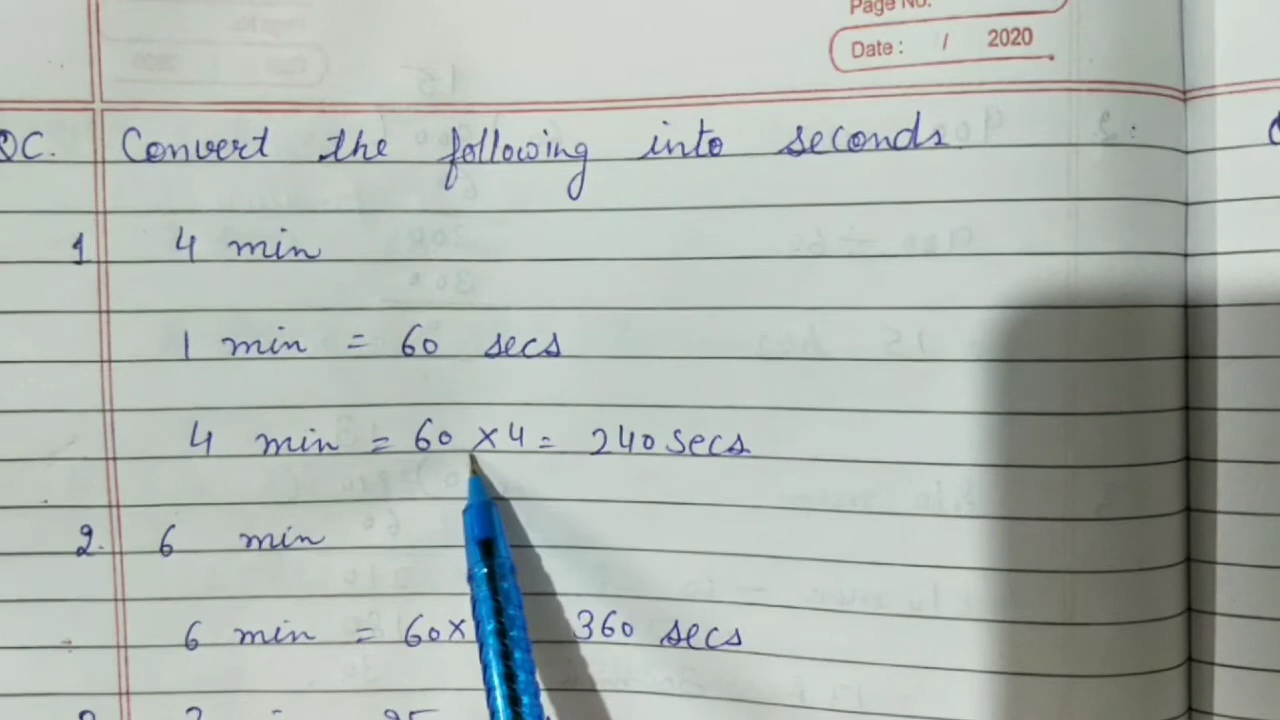 Page No.
Date : / 2020
QC. Convert the following into seconds.
1 4 min
1 min = 60 secs
4 min = 60 × 4 = 240 secs
2. 6 min
6 min = 60 × 360 secs